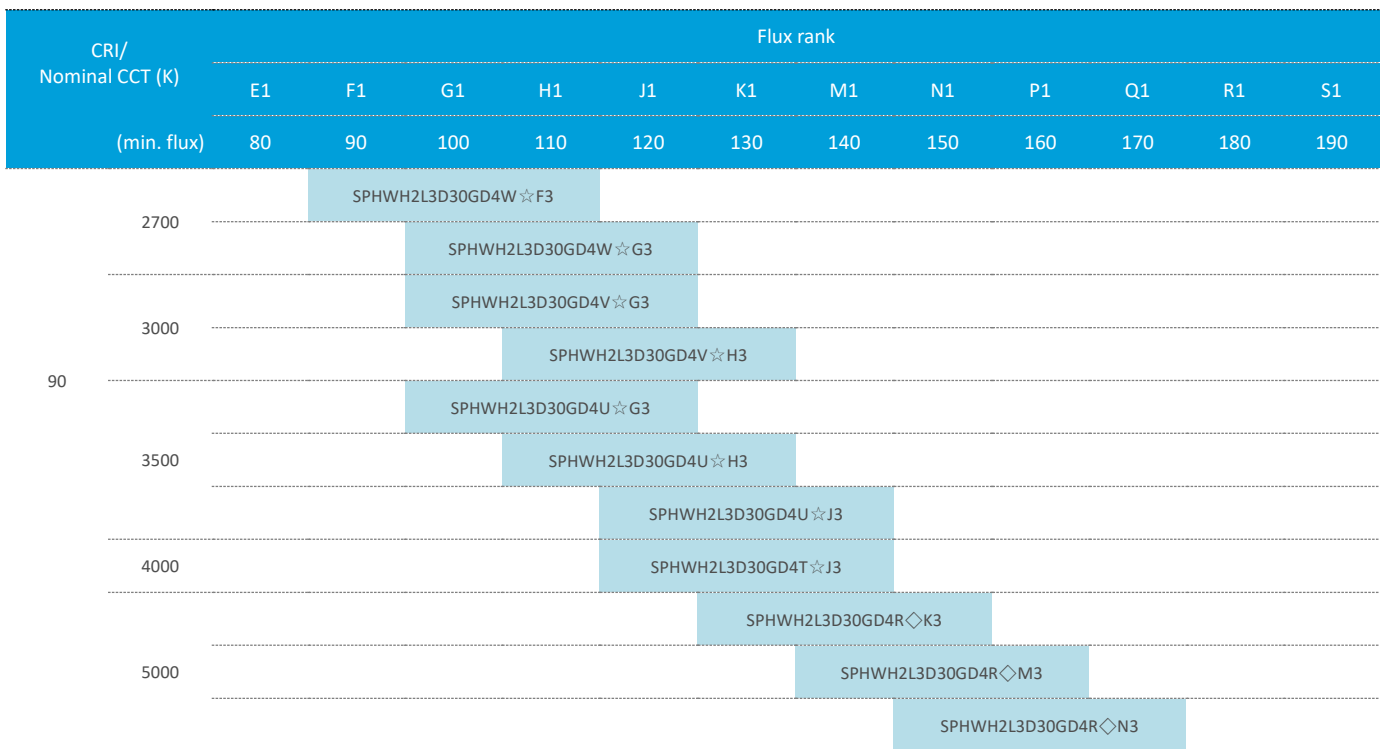 CRI/
Nominal CCT (K)
Flux rank
E1 F1 G1 H1 J1 K1 M1 N1 P1 Q1 R1 S1
(min. flux) 80 90 100 110 120 130 140 150 160 170 180 190
SPHWH2L3D30GD4W☆F3
2700
SPHWH2L3D30GD4W☆G3
SPHWH2L3D30GD4V☆G3
3000
SPHWH2L3D30GD4V☆H3
90
SPHWH2L3D30GD4U☆G3
3500
SPHWH2L3D30GD4U☆H3
SPHWH2L3D30GD4U☆J3
4000
SPHWH2L3D30GD4T☆J3
SPHWH2L3D30GD4R◇K3
5000
SPHWH2L3D30GD4R◇M3
SPHWH2L3D30GD4R◇N3